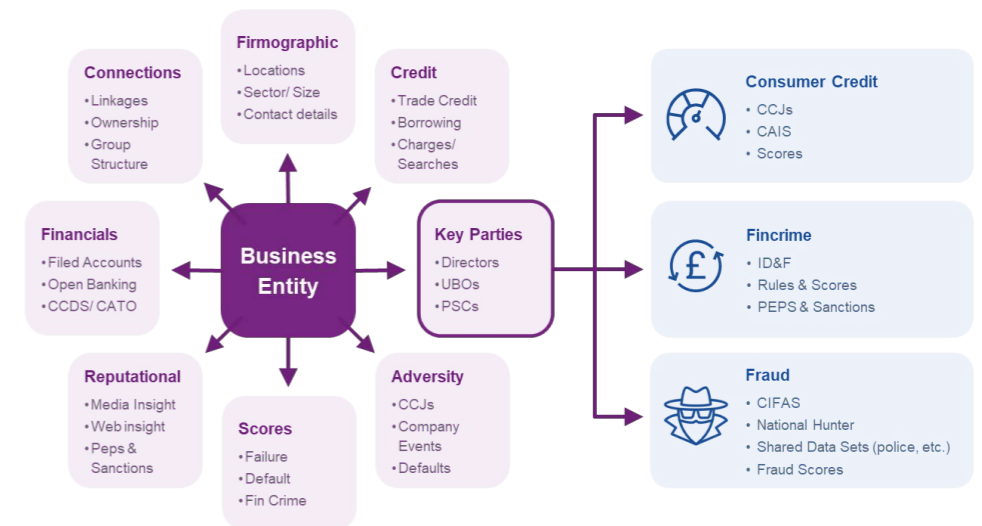 Firmographic
• Locations
• Sector/ Size
• Contact details
Connections
• Linkages
• Ownership
• Group
Structure
Credit
• Trade Credit
• Borrowing
• Charges/
Searches
Financials
• Filed Accounts
• Open Banking
• CCDS/ CATO
Business
Entity
Key Parties
• Directors
• UBOs
• PSCs
Reputational
• Media Insight
• Web insight
• Peps &
Sanctions
Scores
• Failure
• Default
• Fin Crime
Adversity
• CCJs
• Company
Events
• Defaults
Consumer Credit
• CCJs
• CAIS
• Scores
Fincrime
£
• ID&F
• Rules & Scores
• PEPS & Sanctions
Fraud
• CIFAS
• National Hunter
• Shared Data Sets (police, etc.)
• Fraud Scores